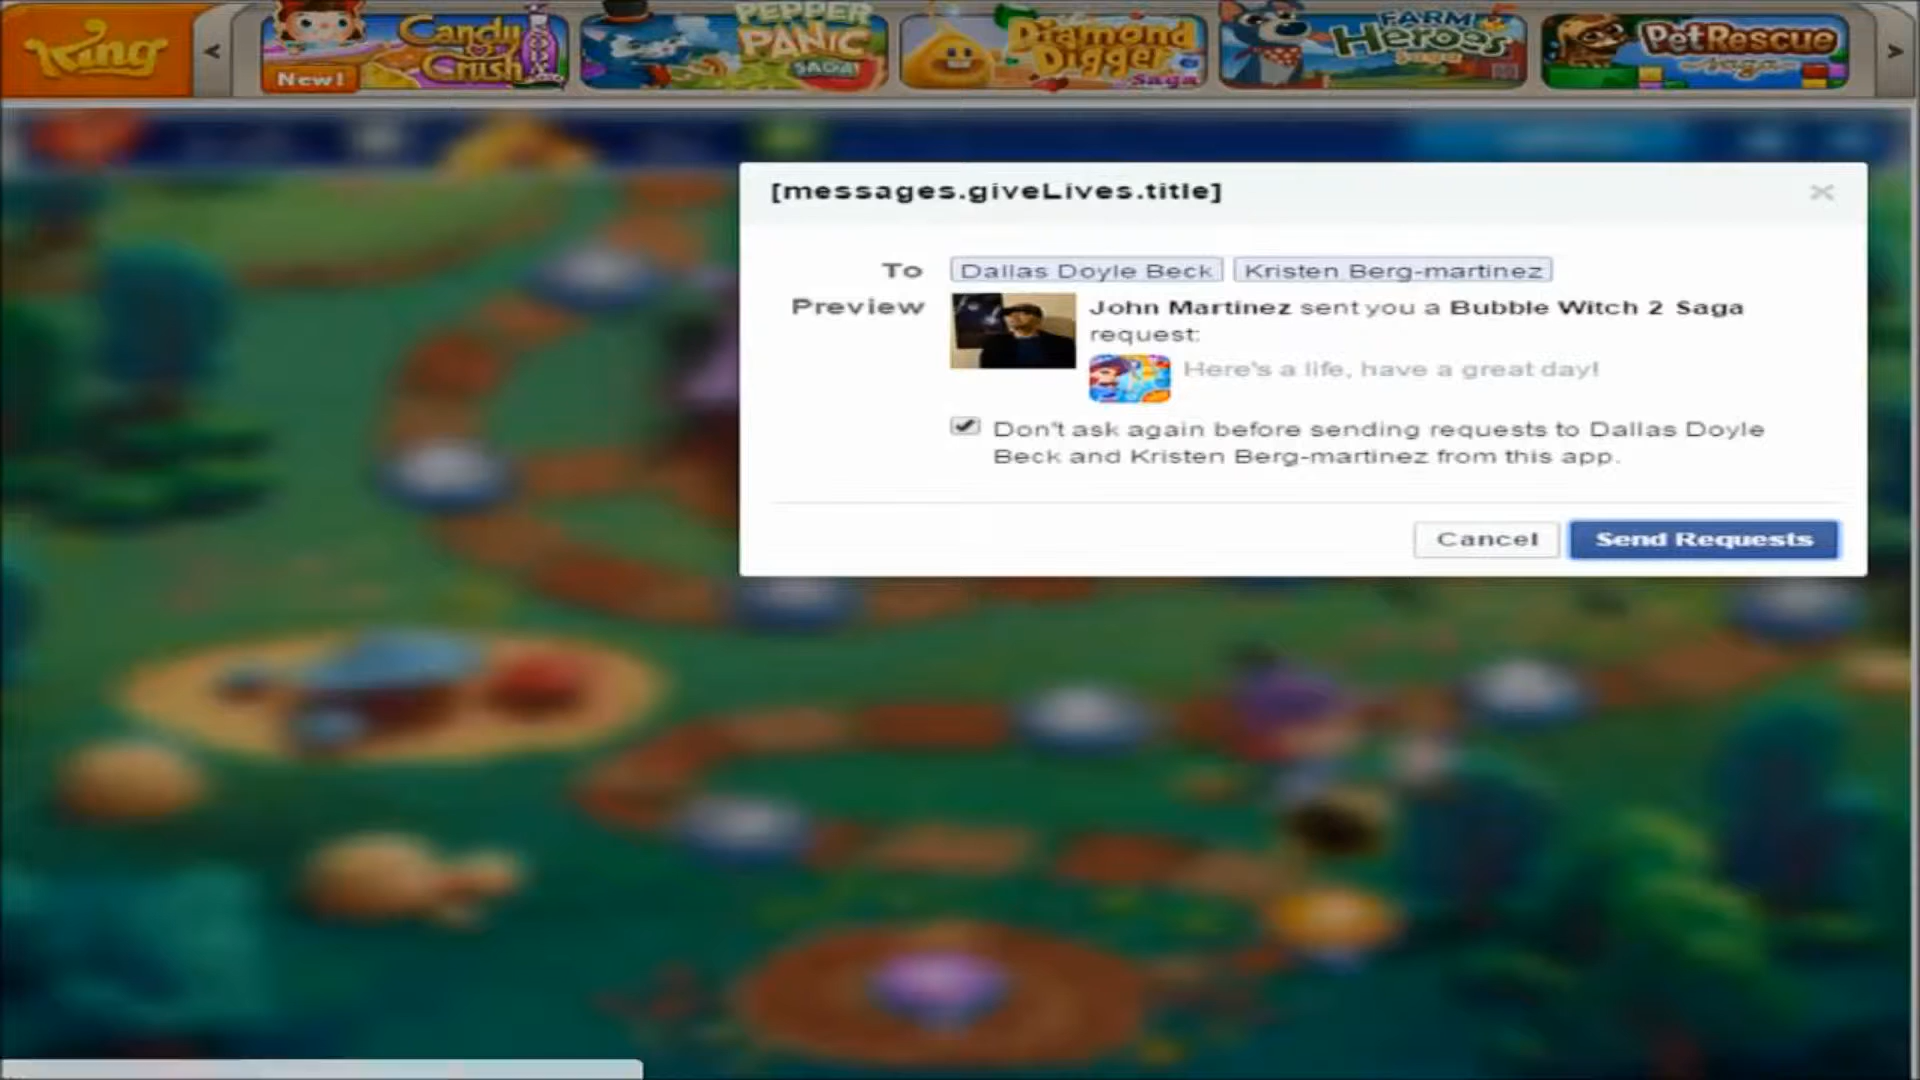 King
<
Candy
Crush
New!
PEPPER
PANIC
SAGA!
Diamond
Digger
Saga
FARM
Heroes
Saga
PetRescue
saga
>
[messages.giveLives.title]
To Dallas Doyle Beck Kristen Berg-martinez
Preview John Martinez sent you a Bubble Witch 2 Saga
request:
Here's a life, have a great day!
Don't ask again before sending requests to Dallas Doyle
Beck and Kristen Berg-martinez from this app.
Cancel Send Requests